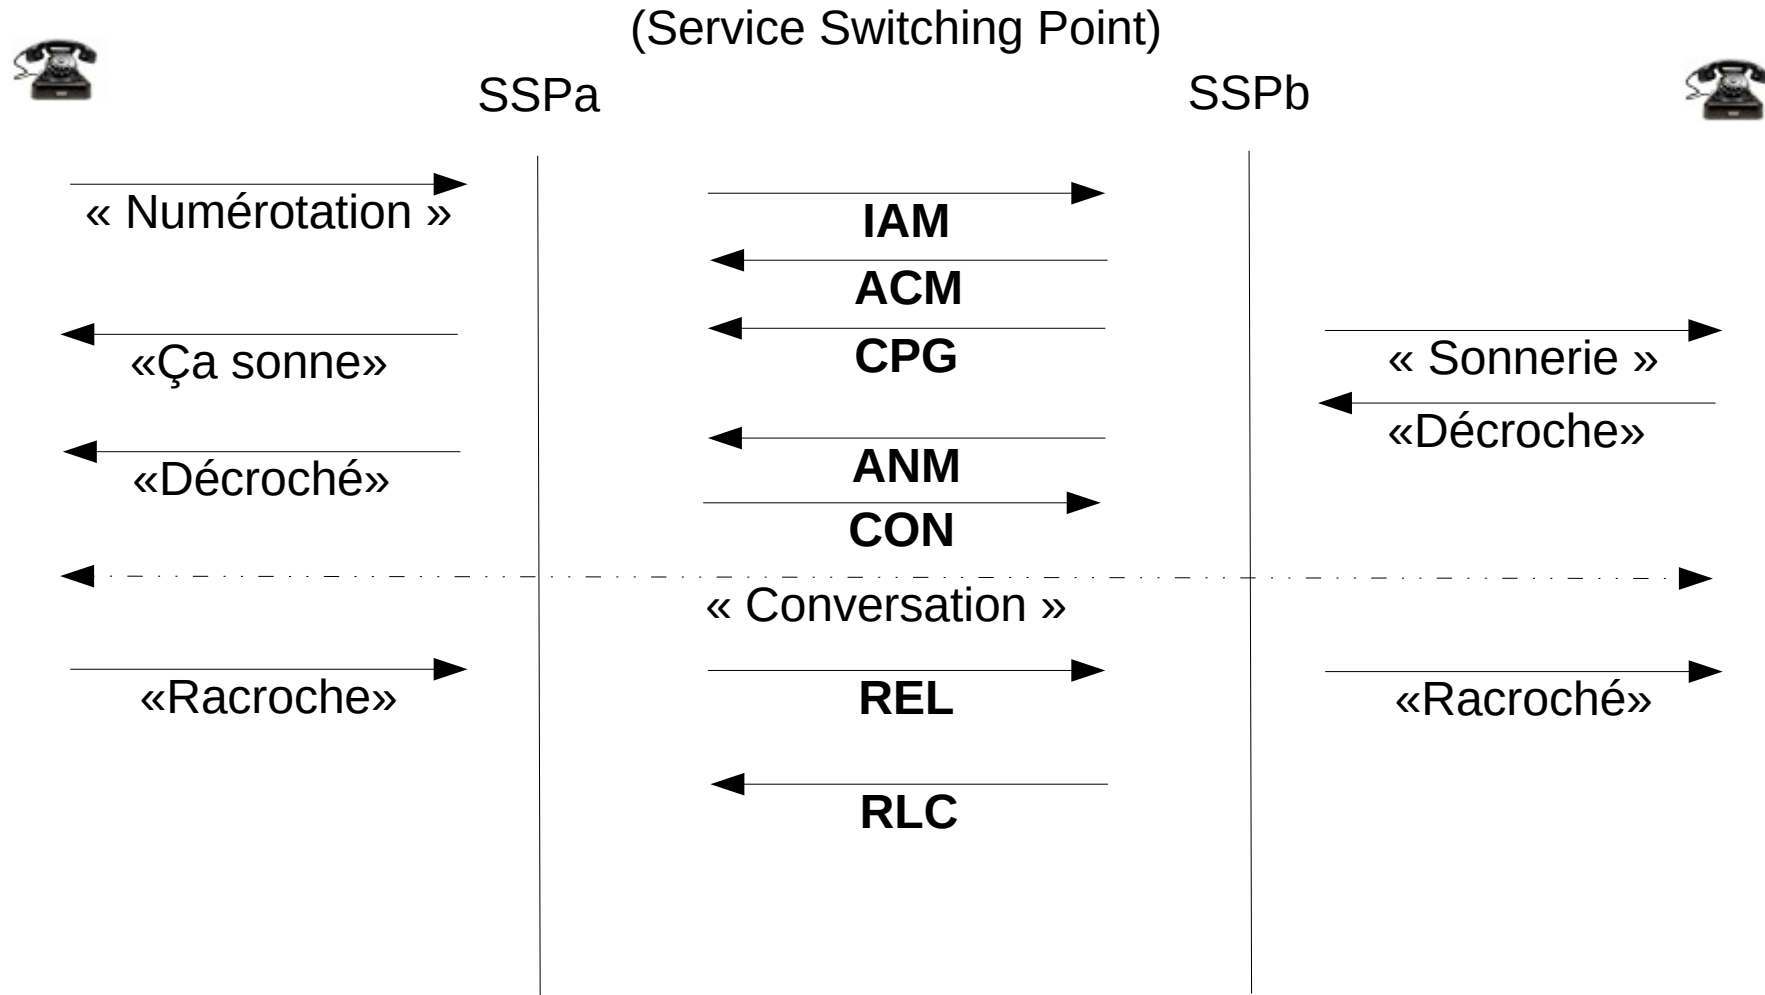 (Service Switching Point)
SSPa
SSPb
« Numérotation »
IAM
ACM
«Ça sonne»
CPG
« Sonnerie »
«Décroche»
«Décroché»
ANM
CON
« Conversation »
«Racroche»
REL
«Racroché»
RLC